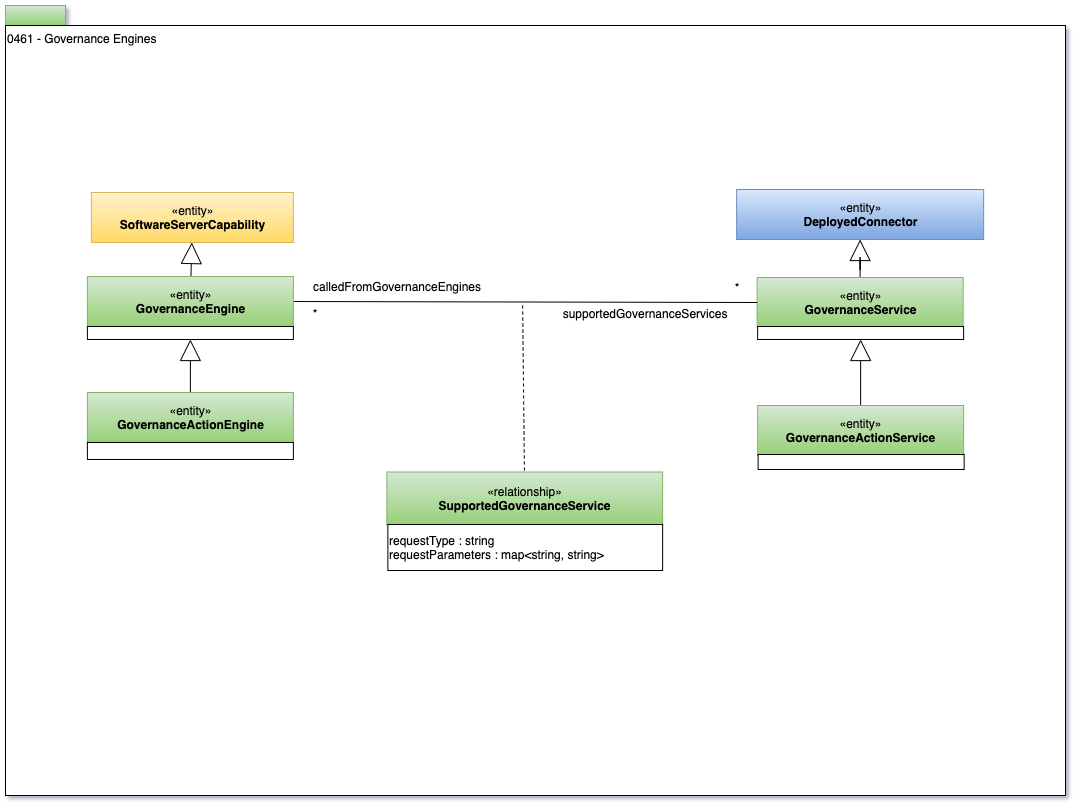 0461 - Governance Engines
«entity»
SoftwareServerCapability
«entity»
DeployedConnector
«entity»
GovernanceEngine
calledFromGovernanceEngines
*
*
supportedGovernanceServices
«entity»
GovernanceService
«entity»
GovernanceActionEngine
«entity»
GovernanceActionService
«relationship»
SupportedGovernanceService
requestType : string
requestParameters : map<string, string>